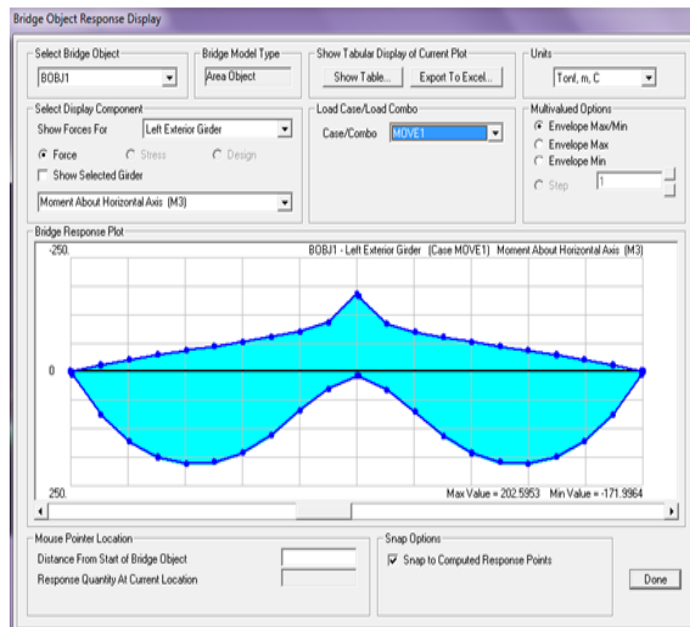 Bridge Object Response Display
Select Bridge Object
BOBJ1
Bridge Model Type
Area Object
Show Tabular Display of Current Plot
Show Table...
Export To Excel...
Units
Tonf, m, C
Select Display Component
Show Forces For
Left Exterior Girder
Force
Stress
Design
Show Selected Girder
Moment About Horizontal Axis (M3)
Load Case/Load Combo
Case/Combo
MOVE1
Multivalued Options
Envelope Max/Min
Envelope Max
Envelope Min
Step
1
Bridge Response Plot
-250.
BOBJ1 - Left Exterior Girder (Case MOVE1) Moment About Horizontal Axis (M3)
0
250.
Max Value = 202.5953 Min Value = -171.9964
Mouse Pointer Location
Distance From Start of Bridge Object
Response Quantity At Current Location
Snap Options
Snap to Computed Response Points
Done